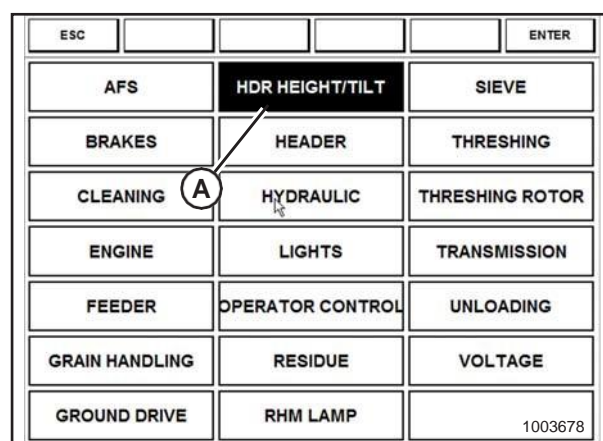 ESC ENTER
AFS HDR HEIGHT/TILT SIEVE
BRAKES HEADER THRESHING
CLEANING A HYDRAULIC THRESHING ROTOR
ENGINE LIGHTS TRANSMISSION
FEEDER OPERATOR CONTROL UNLOADING
GRAIN HANDLING RESIDUE VOLTAGE
GROUND DRIVE RHM LAMP
1003678